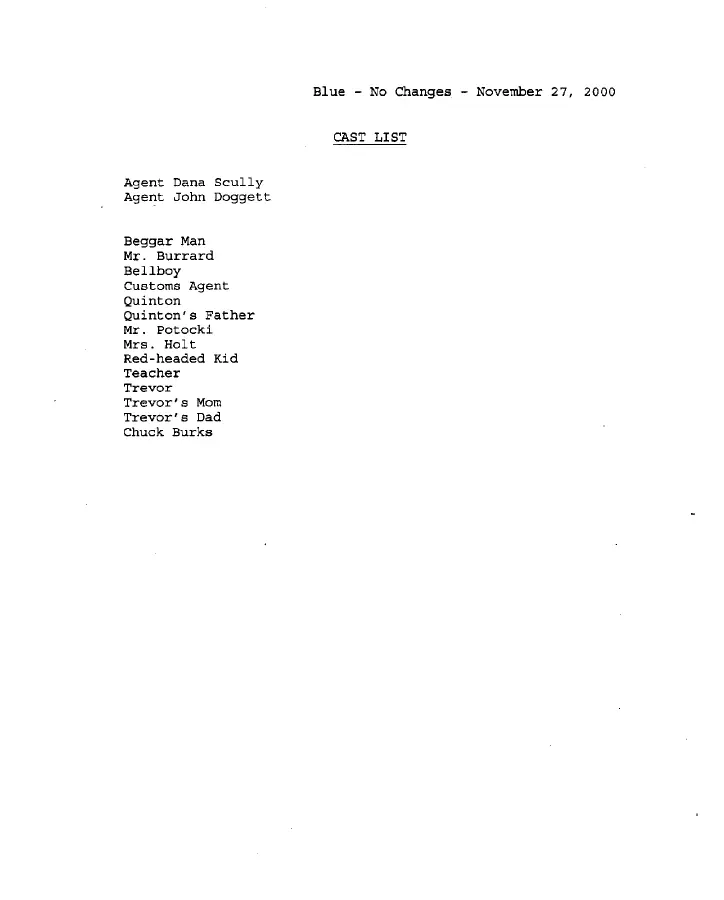 Blue - No Changes - November 27, 2000
CAST LIST
Agent Dana Scully
Agent John Doggett
Beggar Man
Mr. Burrard
Bellboy
Customs Agent
Quinton
Quinton's Father
Mr. Potocki
Mrs. Holt
Red-headed Kid
Teacher
Trevor
Trevor's Mom
Trevor's Dad
Chuck Burks